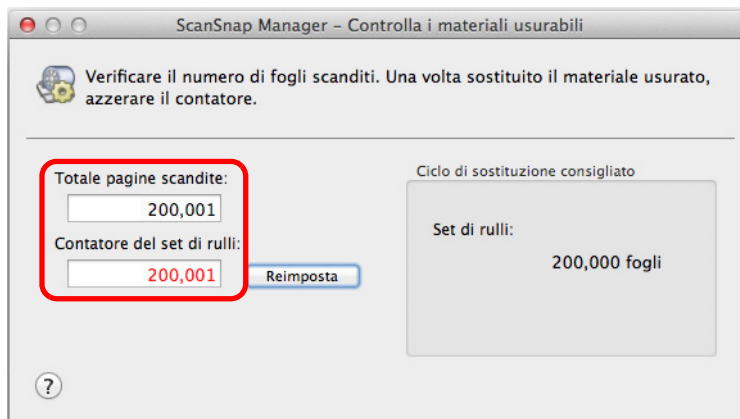 ScanSnap Manager – Controlla i materiali usurabili
Verificare il numero di fogli scanditi. Una volta sostituito il materiale usurato,
azzerare il contatore.
Totale pagine scandite:
200,001
Contatore del set di rulli:
200,001
Reimposta
Ciclo di sostituzione consigliato
Set di rulli:
200,000 fogli
?